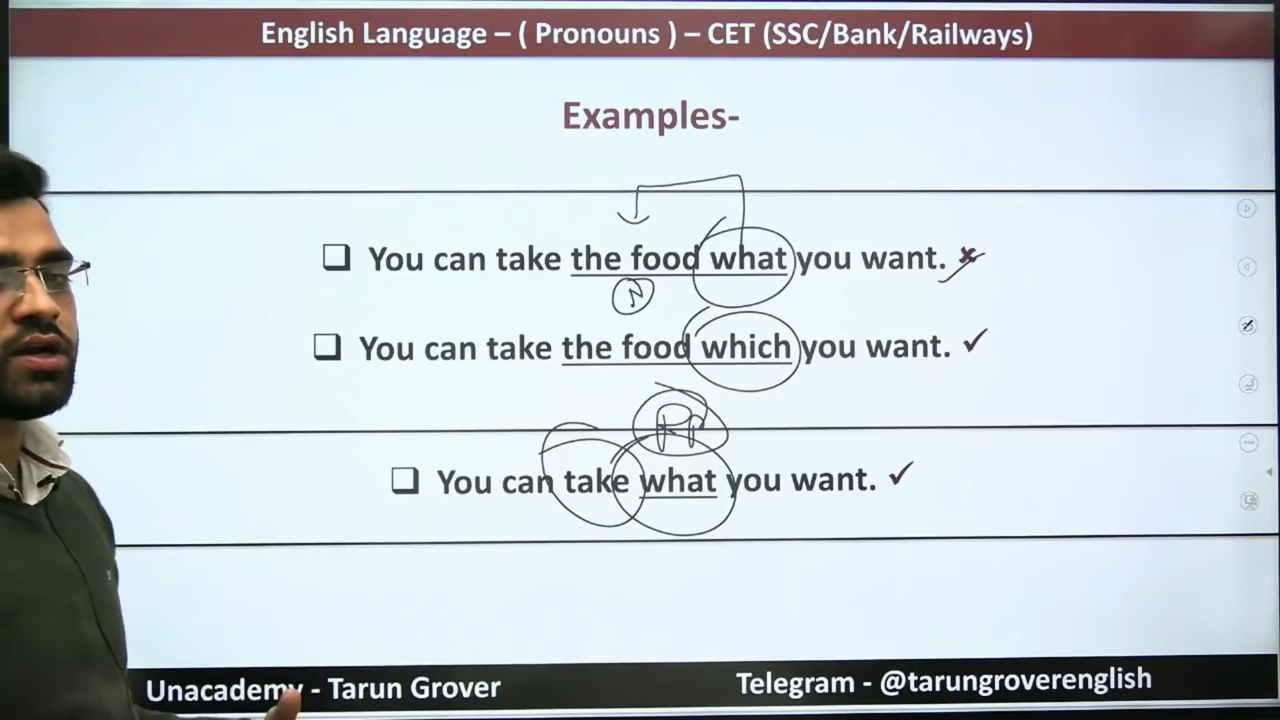 English Language – ( Pronouns ) – CET (SSC/Bank/Railways)
Examples-
❑ You can take the food what you want. ×
N
❑ You can take the food which you want. ✓
Pr
❑ You can take what you want. ✓
Unacademy - Tarun Grover
Telegram - @tarungroverenglish